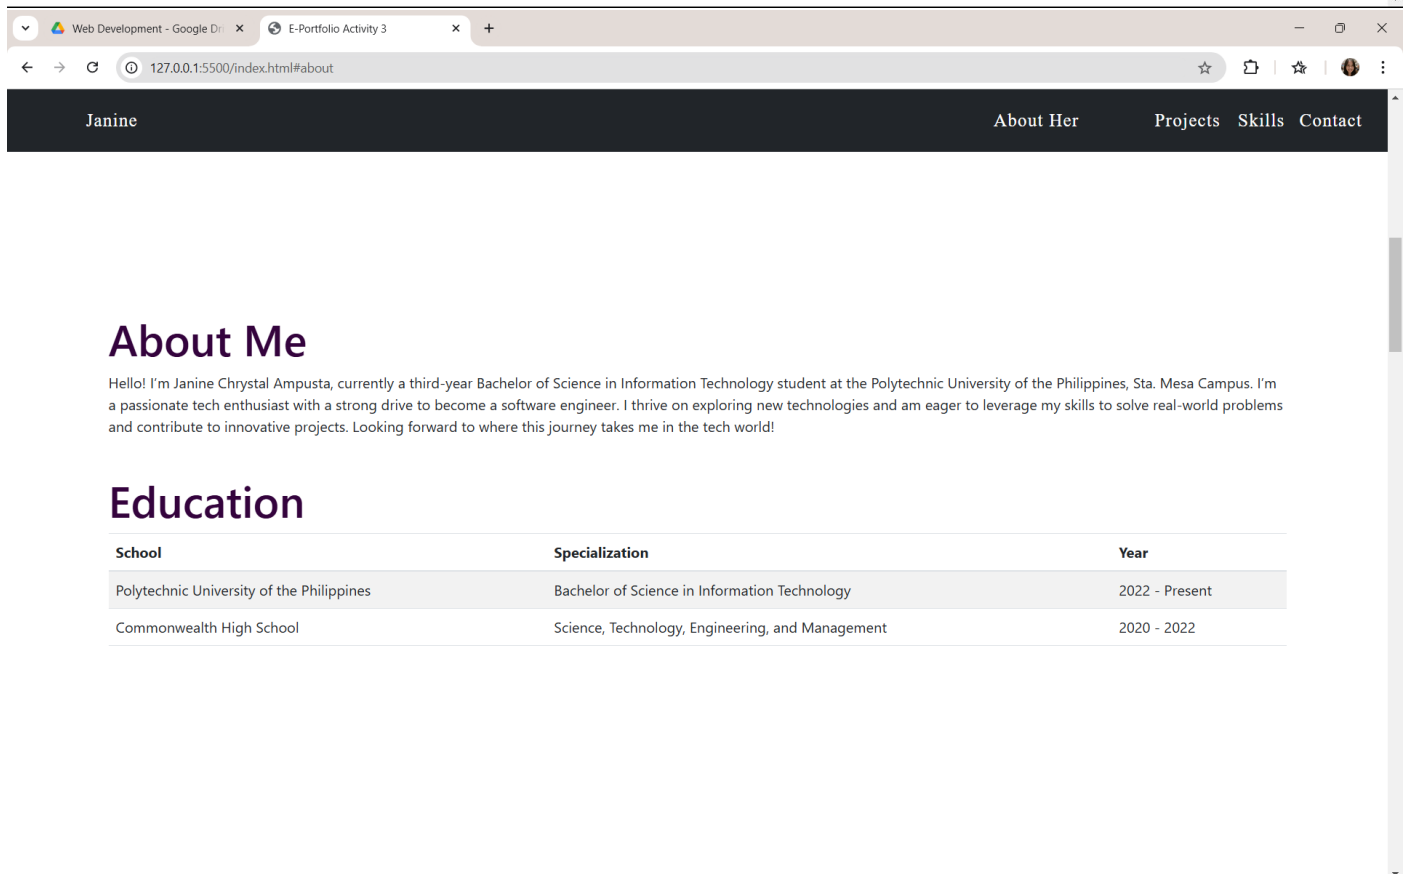 Web Development - Google Dri
E-Portfolio Activity 3
127.0.0.1:5500/index.html#about
Janine
About Her
Projects
Skills
Contact
About Me
Hello! I'm Janine Chrystal Ampusta, currently a third-year Bachelor of Science in Information Technology student at the Polytechnic University of the Philippines, Sta. Mesa Campus. I'm
a passionate tech enthusiast with a strong drive to become a software engineer. I thrive on exploring new technologies and am eager to leverage my skills to solve real-world problems
and contribute to innovative projects. Looking forward to where this journey takes me in the tech world!
Education
School Specialization Year
Polytechnic University of the Philippines Bachelor of Science in Information Technology 2022 - Present
Commonwealth High School Science, Technology, Engineering, and Management 2020 - 2022